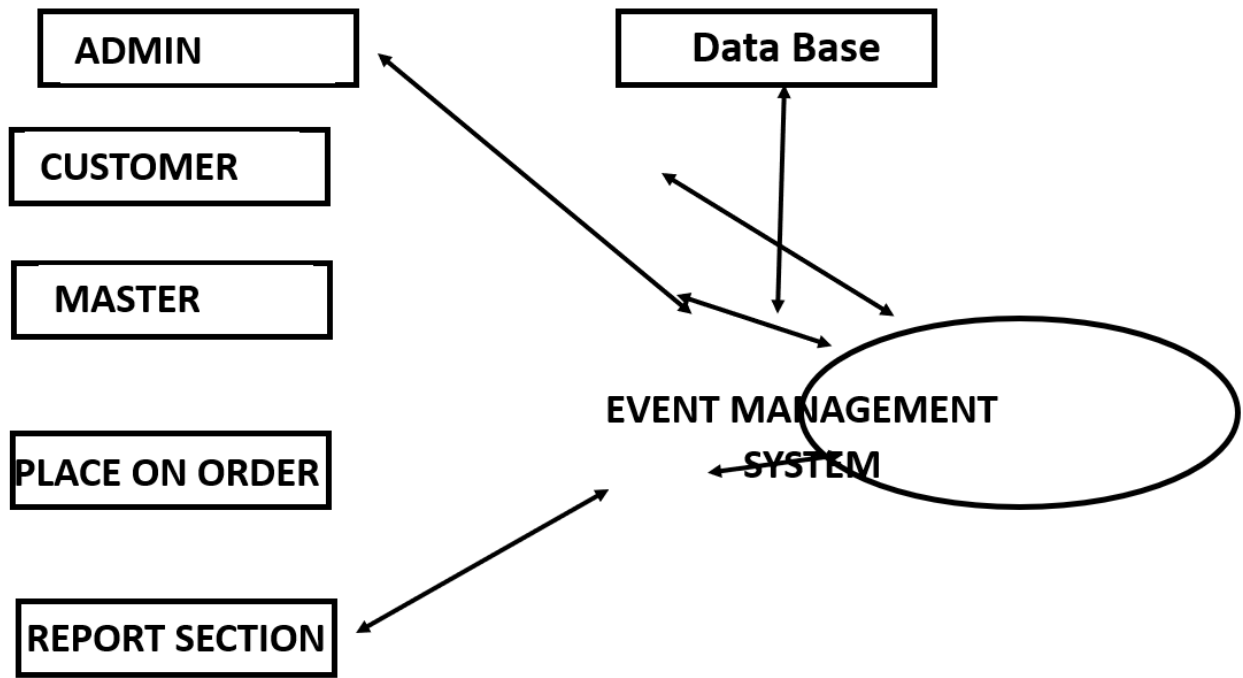 ADMIN
Data Base
CUSTOMER
MASTER
EVENT MANAGEMENT
SYSTEM
PLACE ON ORDER
REPORT SECTION